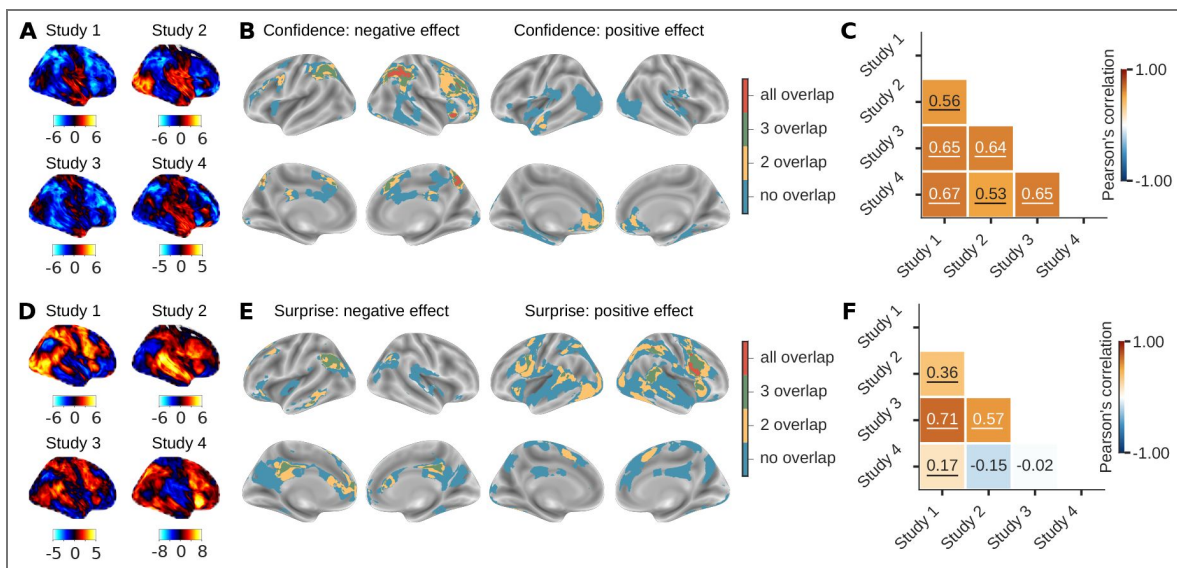 A
Study 1
Study 2
-6 0 6
-6 0 6
Study 3
Study 4
-6 0 6
-5 0 5
B
Confidence: negative effect
Confidence: positive effect
all overlap
3 overlap
2 overlap
no overlap
C
Study 1
Study 2
Study 3
Study 4
0.56
0.65 0.64
0.67 0.53 0.65
Study 1
Study 2
Study 3
Study 4
Pearson's correlation
1.00
-1.00
D
Study 1
Study 2
-6 0 6
-6 0 6
Study 3
Study 4
-5 0 5
-8 0 8
E
Surprise: negative effect
Surprise: positive effect
all overlap
3 overlap
2 overlap
no overlap
F
Study 1
Study 2
Study 3
Study 4
0.36
0.71 0.57
0.17 -0.15 -0.02
Study 1
Study 2
Study 3
Study 4
Pearson's correlation
1.00
-1.00